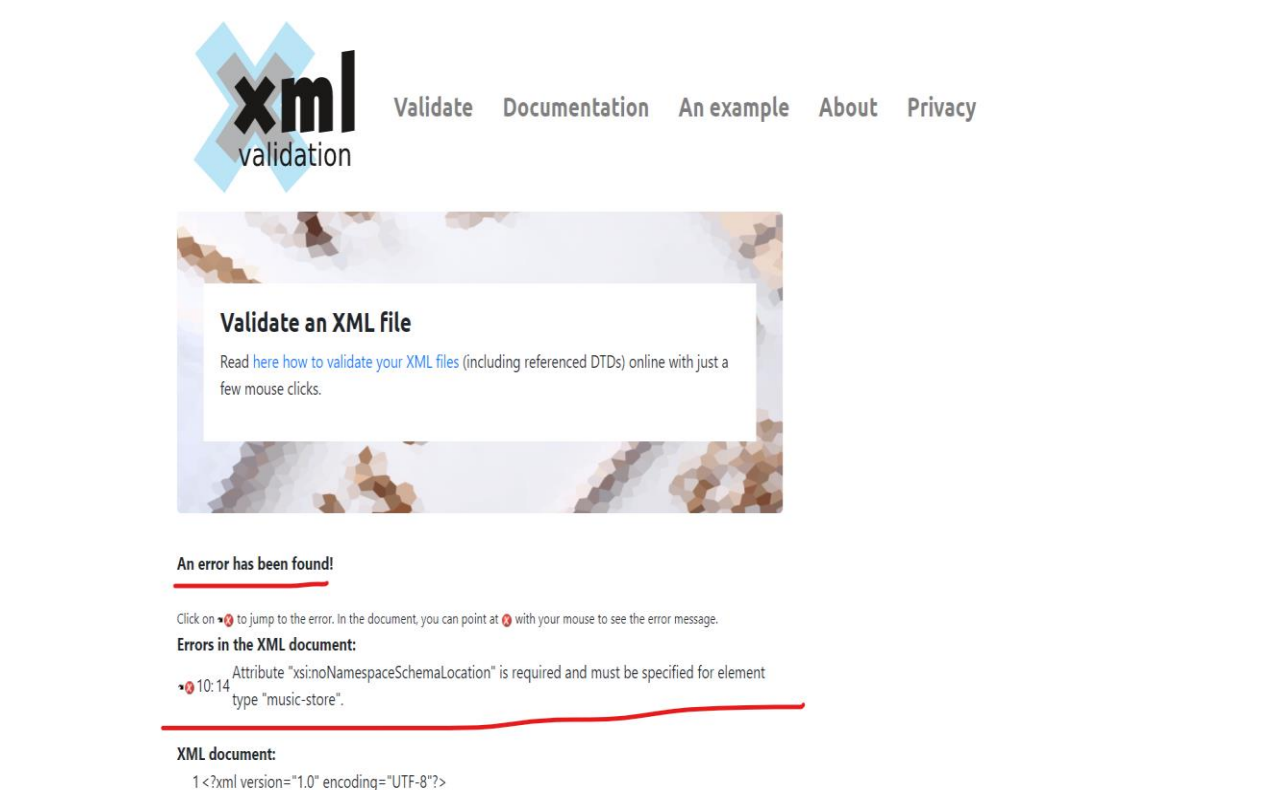 xml
validation
Validate Documentation An example About Privacy
Validate an XML file
Read here how to validate your XML files (including referenced DTDs) online with just a
few mouse clicks.
An error has been found!
Click on to jump to the error. In the document, you can point at with your mouse to see the error message.
Errors in the XML document:
10: 14 Attribute "xsi:noNamespaceSchemaLocation" is required and must be specified for element
type "music-store".
XML document:
1 <?xml version="1.0" encoding="UTF-8"?>